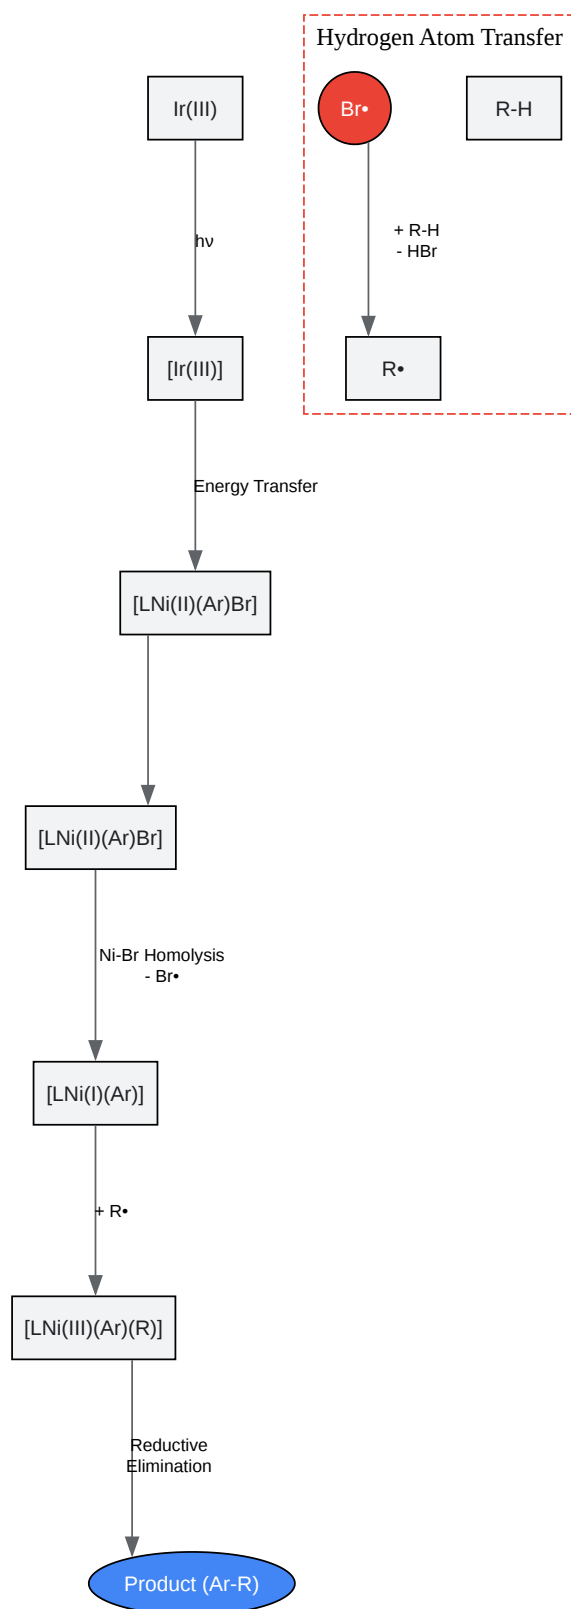 Hydrogen Atom Transfer
Ir(III)
Br•
R-H
hν
+ R-H
- HBr
[Ir(III)]
R•
Energy Transfer
[LNi(II)(Ar)Br]
[LNi(II)(Ar)Br]
Ni-Br Homolysis
- Br•
[LNi(I)(Ar)]
+ R•
[LNi(III)(Ar)(R)]
Reductive
Elimination
Product (Ar-R)